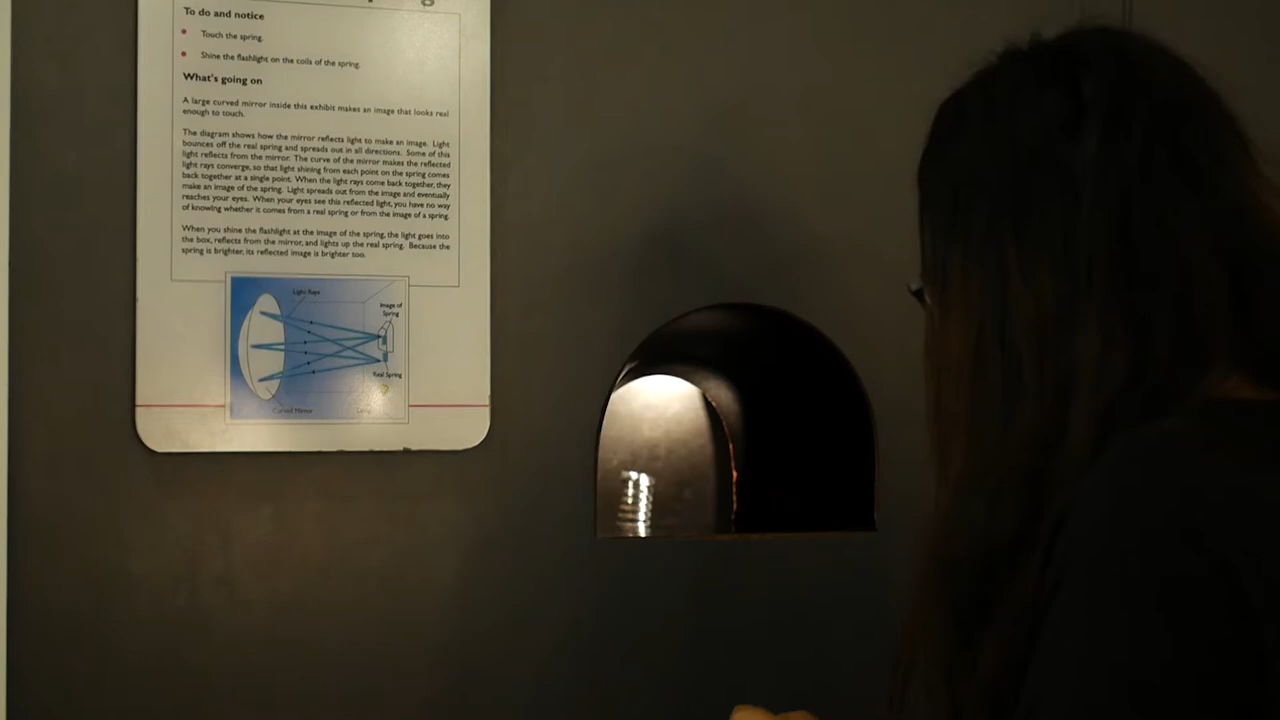 To do and notice
Touch the spring.
Shine the flashlight on the coils of the spring.
What's going on
A large curved mirror inside this exhibit makes an image that looks real
enough to touch.
The diagram shows how the mirror reflects light to make an image. Light
bounces off the real spring and spreads out in all directions. Some of this
light reflects from the mirror. The curve of the mirror makes the reflected
light rays converge, so that light shining from each point on the spring comes
back together at a single point. When the light rays come back together, they
make an image of the spring. Light spreads out from the image and eventually
reaches your eyes. When your eyes see this reflected light, you have no way
of knowing whether it comes from a real spring or from the image of a spring.
When you shine the flashlight at the image of the spring, the light goes into
the box, reflects from the mirror, and lights up the real spring. Because the
spring is brighter, its reflected image is brighter too.
Light Rays
Image of
Spring
Real Spring
Curved Mirror